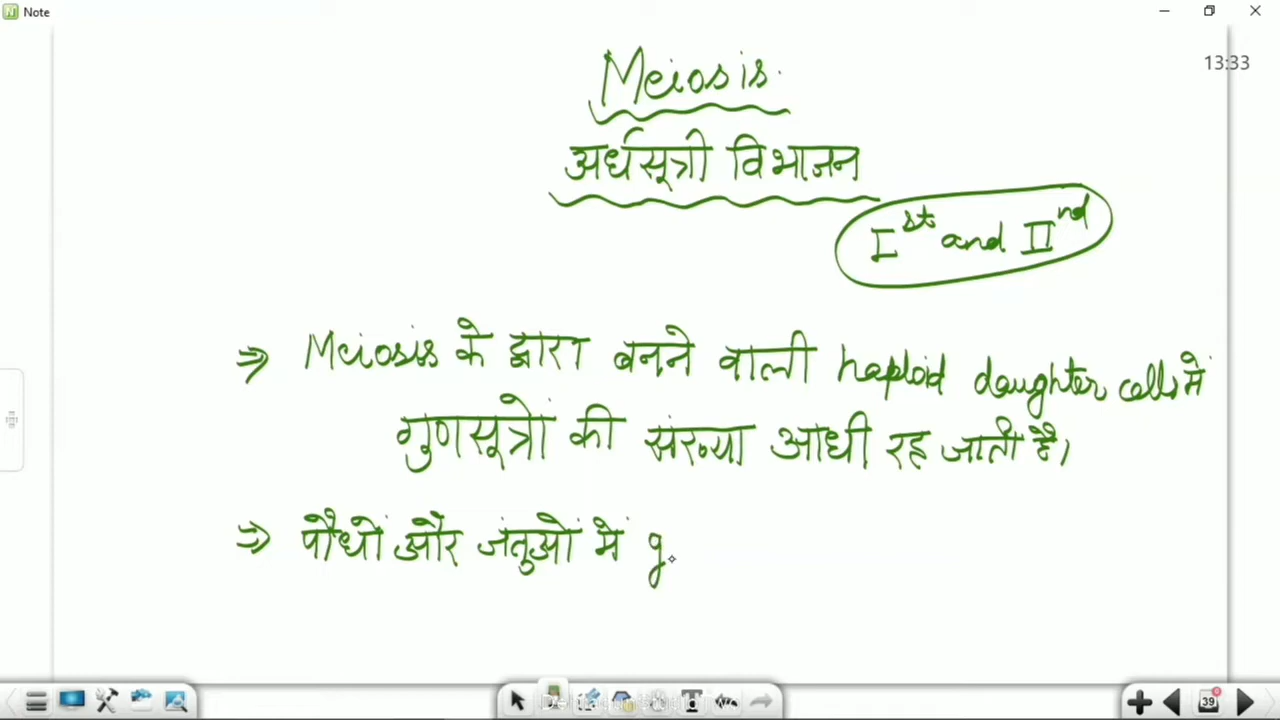 Note
13:33
Meiosis
अर्धसूत्री विभाजन
Ist and IInd
⇒ Meiosis के द्वारा बनने वाली haploid daughter cells में
गुणसूत्रों की संख्या आधी रह जाती है।
⇒ पौधों और जंतुओं में g
39